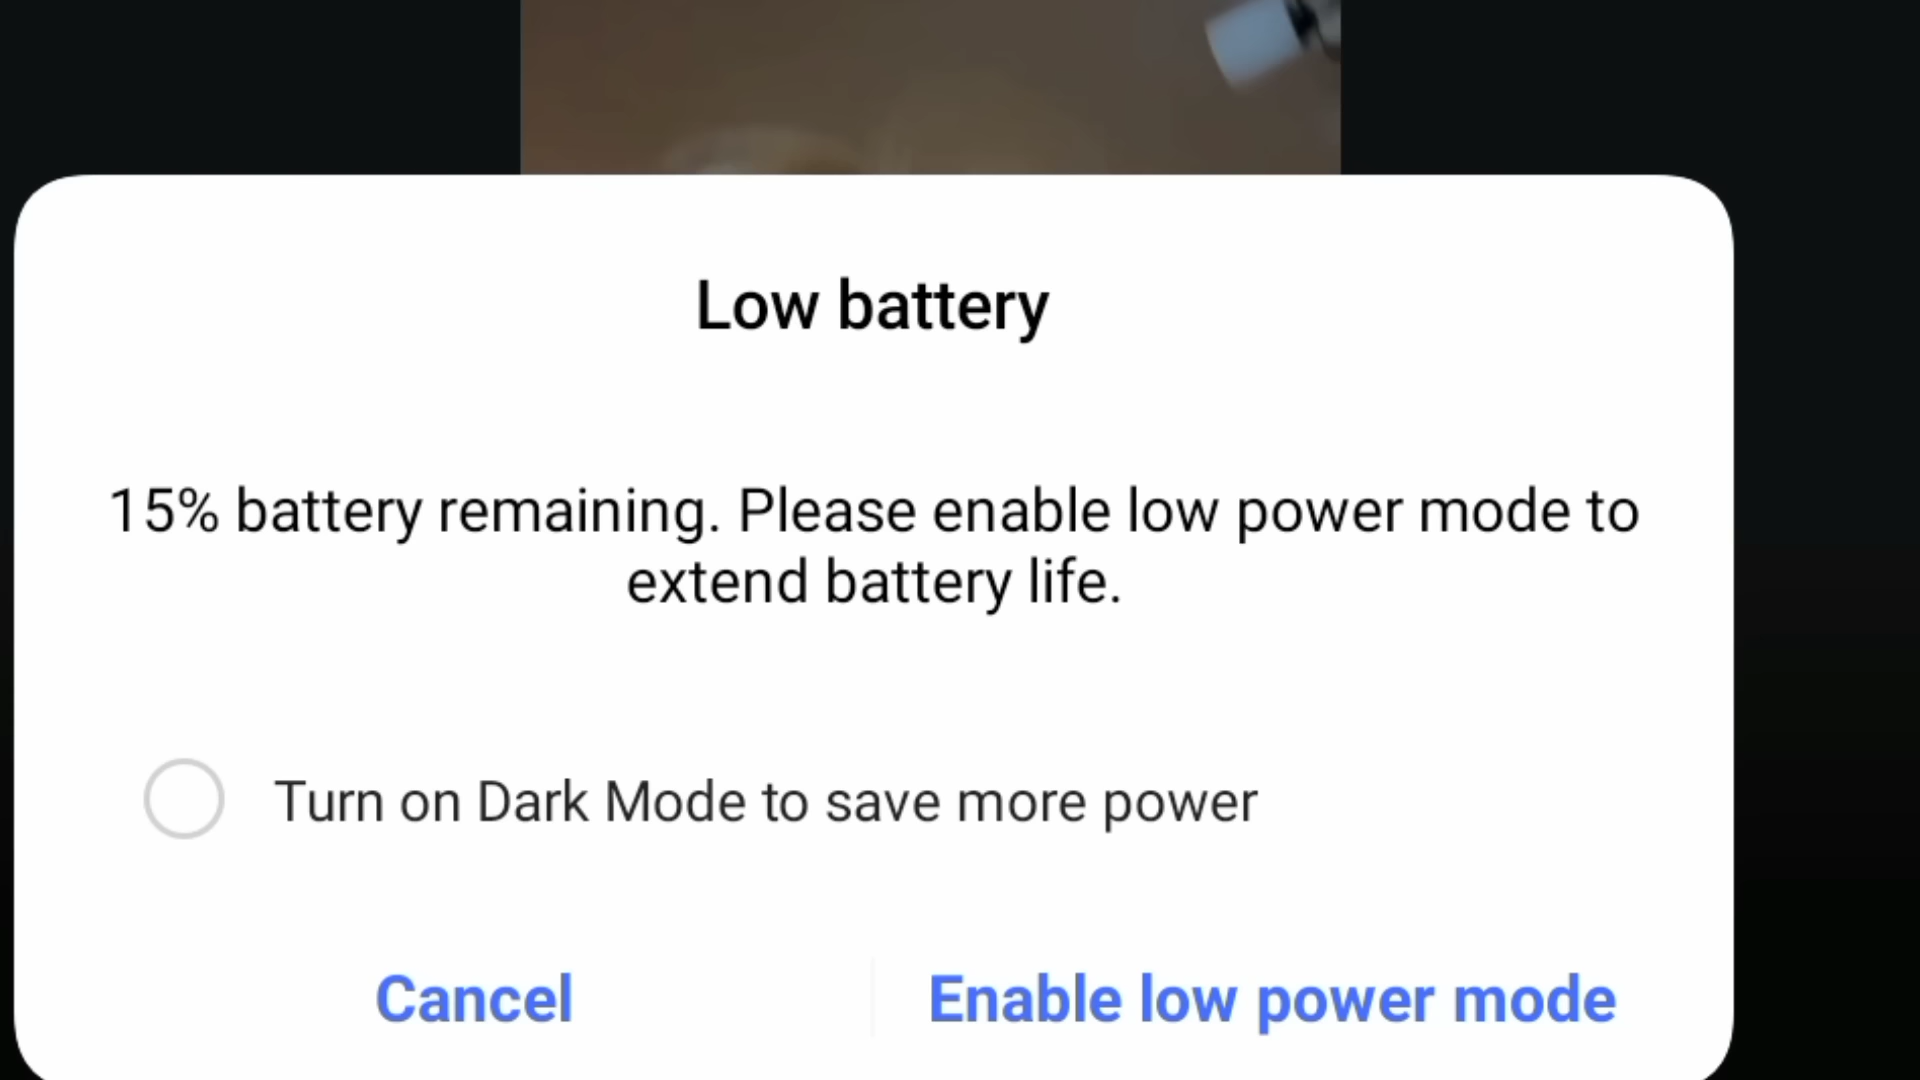 Low battery
15% battery remaining. Please enable low power mode to
extend battery life.
Turn on Dark Mode to save more power
Cancel
Enable low power mode